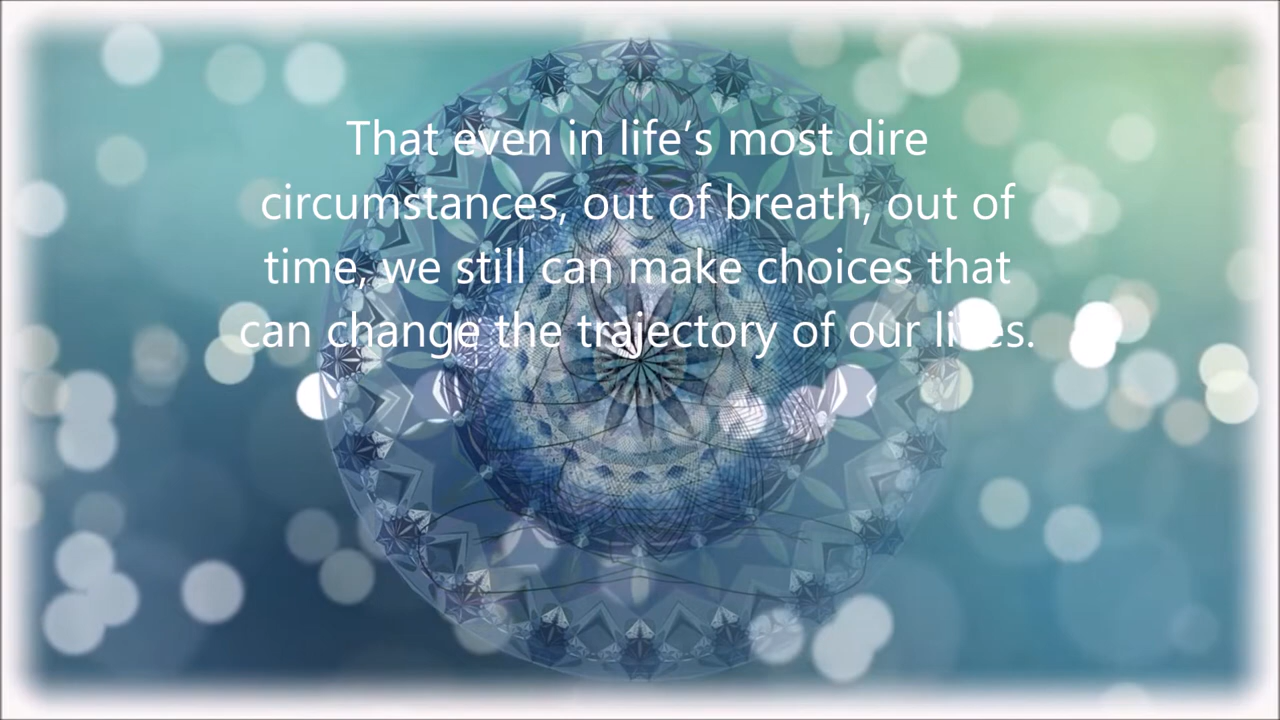 That even in life’s most dire
circumstances, out of breath, out of
time, we still can make choices that
can change the trajectory of our lives.